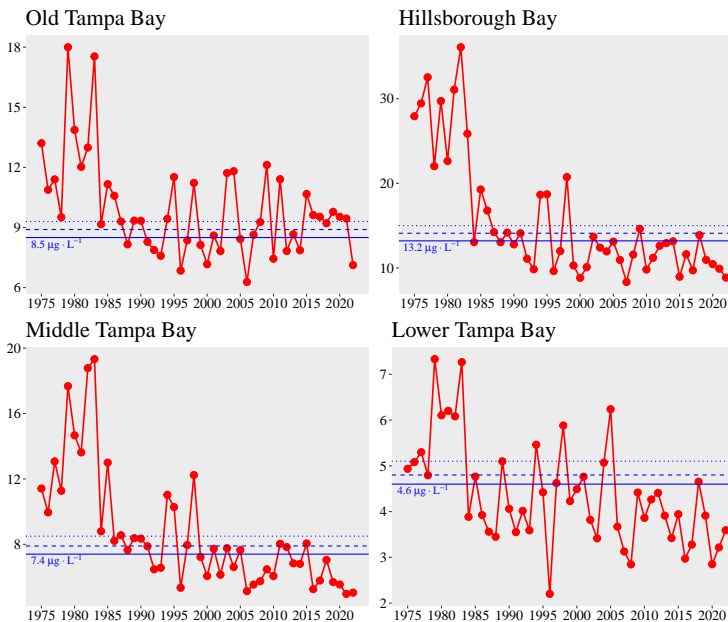 Old Tampa Bay
18
15
12
9
6
8.5 µg · L⁻¹
1975 1980 1985 1990 1995 2000 2005 2010 2015 2020
Hillsborough Bay
30
20
10
13.2 µg · L⁻¹
1975 1980 1985 1990 1995 2000 2005 2010 2015 2020
Middle Tampa Bay
20
16
12
8
7.4 µg · L⁻¹
1975 1980 1985 1990 1995 2000 2005 2010 2015 2020
Lower Tampa Bay
7
6
5
4
3
2
4.6 µg · L⁻¹
1975 1980 1985 1990 1995 2000 2005 2010 2015 2020